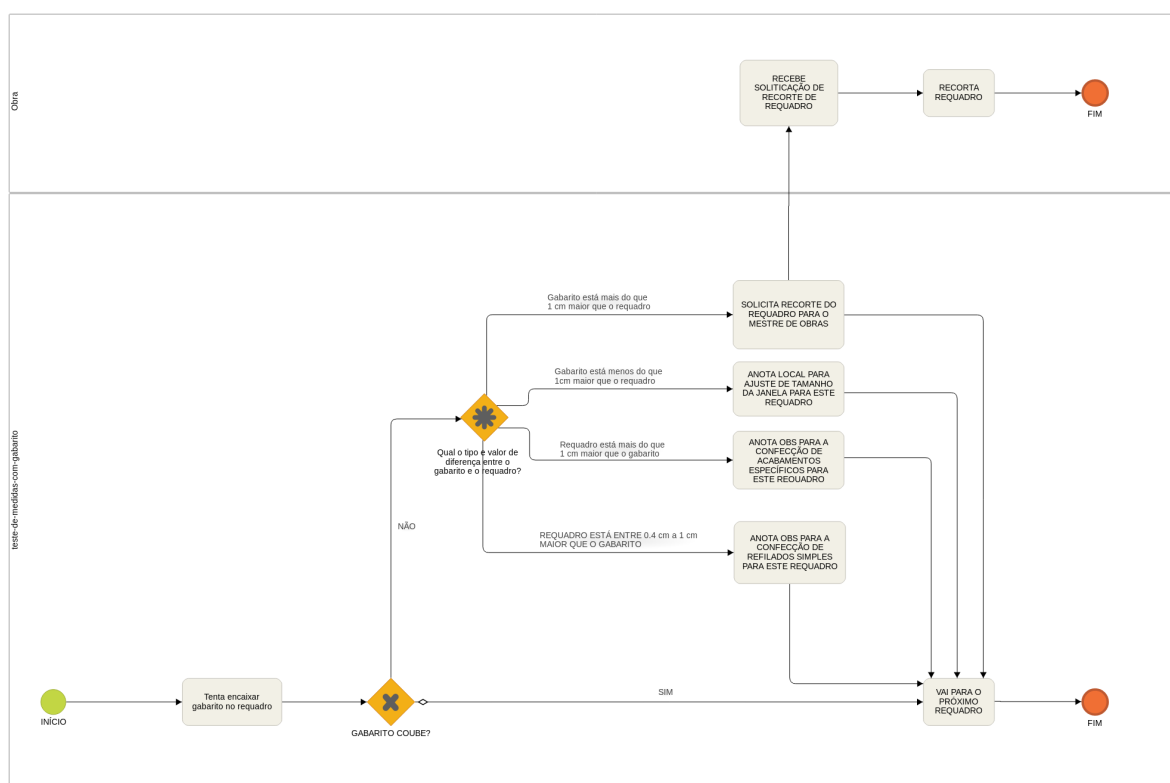 Obra
RECEBE
SOLITICAÇÃO DE
RECORTE DE
REQUADRO
RECORTA
REQUADRO
FIM
teste-de-medidas-com-gabarito
Gabarito está mais do que
1 cm maior que o requadro
SOLICITA RECORTE DO
REQUADRO PARA O
MESTRE DE OBRAS
Gabarito está menos do que
1cm maior que o requadro
ANOTA LOCAL PARA
AJUSTE DE TAMANHO
DA JANELA PARA ESTE
REQUADRO
Qual o tipo e valor de
diferença entre o
gabarito e o requadro?
Requadro está mais do que
1 cm maior que o gabarito
ANOTA OBS PARA A
CONFECÇÃO DE
ACABAMENTOS
ESPECÍFICOS PARA
ESTE REQUADRO
NÃO
REQUADRO ESTÁ ENTRE 0.4 cm a 1 cm
MAIOR QUE O GABARITO
ANOTA OBS PARA A
CONFECÇÃO DE
REFILADOS SIMPLES
PARA ESTE REQUADRO
INÍCIO
Tenta encaixar
gabarito no requadro
GABARITO COUBE?
SIM
VAI PARA O
PRÓXIMO
REQUADRO
FIM